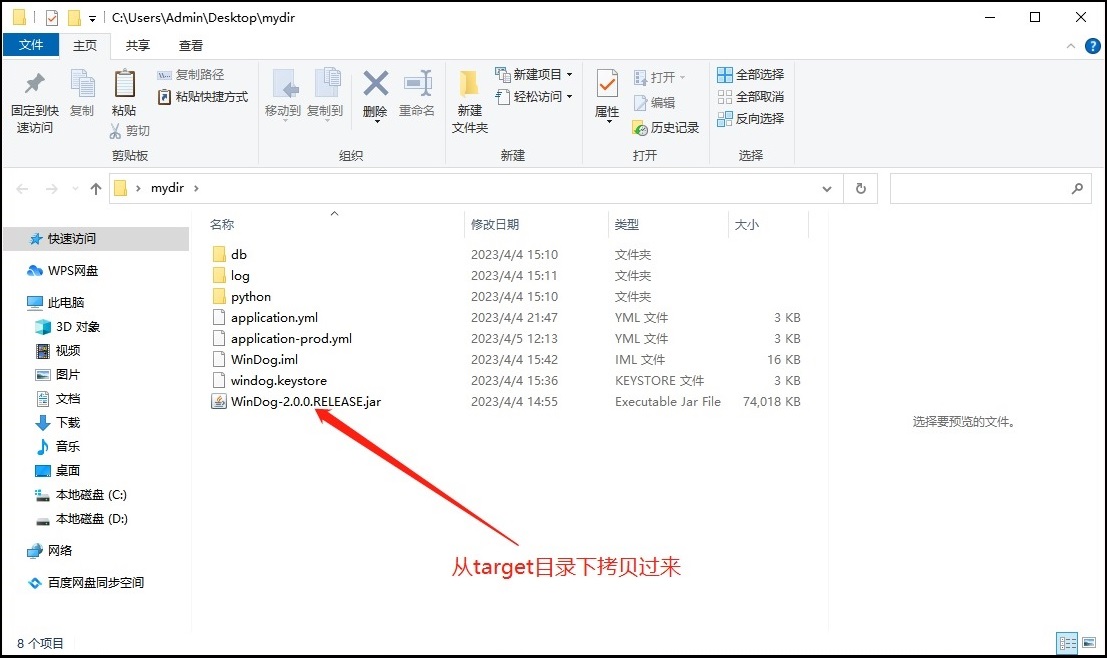 C:\Users\Admin\Desktop\mydir
文件 主页 共享 查看
固定到快
速访问
复制
粘贴
复制路径
粘贴快捷方式
剪切
剪贴板
移动到
复制到
删除
重命名
组织
新建
文件夹
新建项目
轻松访问
新建
属性
打开
编辑
历史记录
打开
全部选择
全部取消
反向选择
选择
mydir
快速访问
WPS网盘
此电脑
3D 对象
视频
图片
文档
下载
音乐
桌面
本地磁盘 (C:)
本地磁盘 (D:)
网络
百度网盘同步空间
名称 修改日期 类型 大小
db 2023/4/4 15:10 文件夹
log 2023/4/4 15:11 文件夹
python 2023/4/4 15:10 文件夹
application.yml 2023/4/4 21:47 YML 文件 3 KB
application-prod.yml 2023/4/5 12:13 YML 文件 3 KB
WinDog.iml 2023/4/4 15:42 IML 文件 16 KB
windog.keystore 2023/4/4 15:36 KEYSTORE 文件 3 KB
WinDog-2.0.0.RELEASE.jar 2023/4/4 14:55 Executable Jar File 74,018 KB
选择要预览的文件。
从target目录下拷贝过来
8 个项目